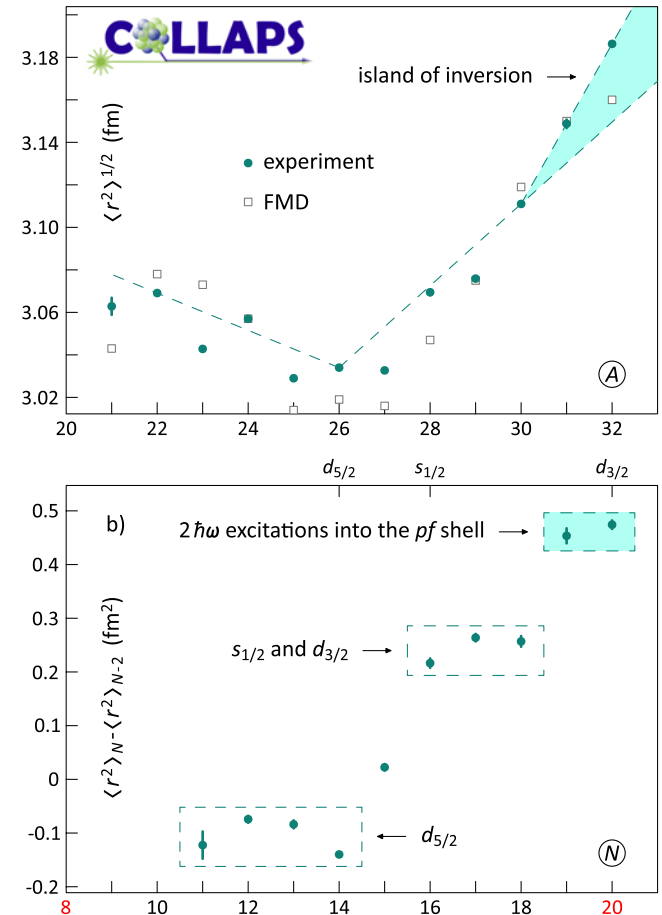 COLLAPS
3.18
island of inversion
⟨r²⟩¹ᐟ² (fm)
3.14
experiment
FMD
3.10
3.06
A
3.02
20 22 24 26 28 30 32
d5/2 s1/2 d3/2
0.5
b)
2ħω excitations into the pf shell
0.4
⟨r²⟩N-⟨r²⟩N-2 (fm²)
0.3
s1/2 and d3/2
0.2
0.1
0
-0.1
d5/2
N
-0.2
8 10 12 14 16 18 20